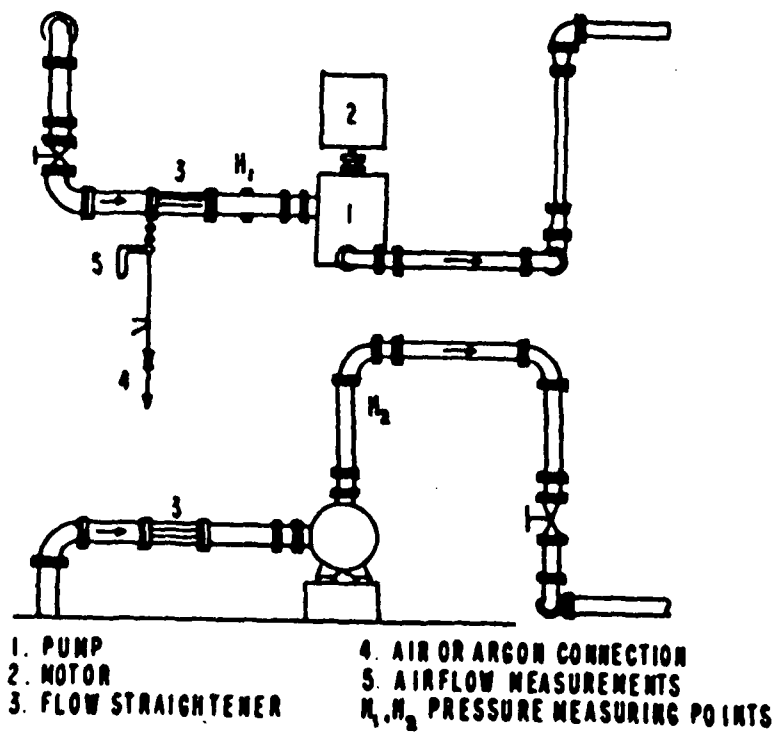 2
3
H₁
1
5
4
H₂
3
1. PUMP
2. MOTOR
3. FLOW STRAIGHTENER
4. AIR OR ARGON CONNECTION
5. AIRFLOW MEASUREMENTS
H₁,H₂ PRESSURE MEASURING POINTS